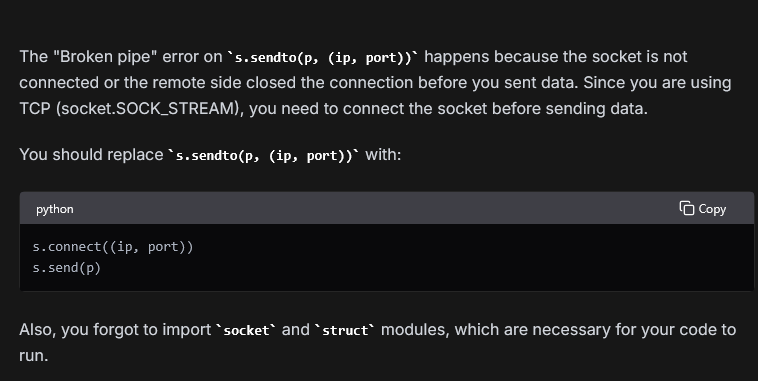 The "Broken pipe" error on `s.sendto(p, (ip, port))` happens because the socket is not
connected or the remote side closed the connection before you sent data. Since you are using
TCP (socket.SOCK_STREAM), you need to connect the socket before sending data.
You should replace `s.sendto(p, (ip, port))` with:
python Copy
s.connect((ip, port))
s.send(p)
Also, you forgot to import `socket` and `struct` modules, which are necessary for your code to
run.